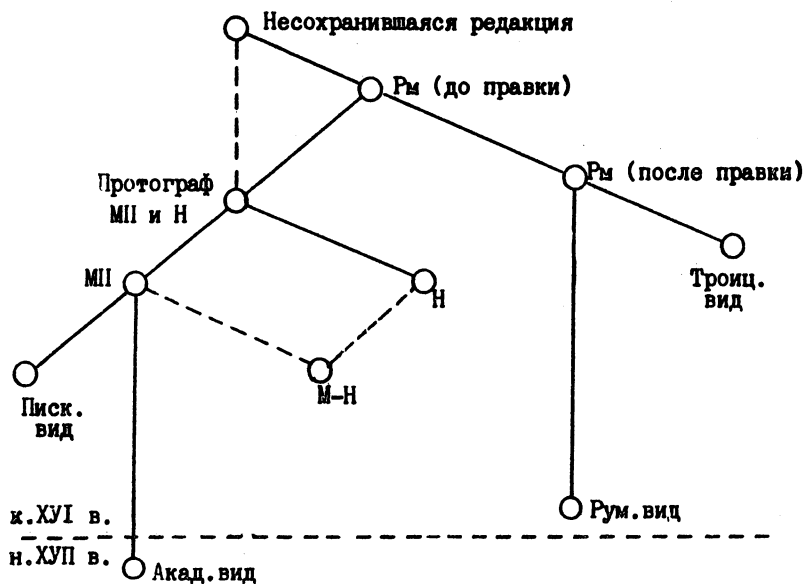 Несохранившаяся редакция
Рм (до правки)
Рм (после правки)
Протограф
МП и Н
МП
Н
Троиц.
вид
М-Н
Писк.
вид
к.ХУІ в.
Рум.вид
н.ХУП в.
Акад.вид